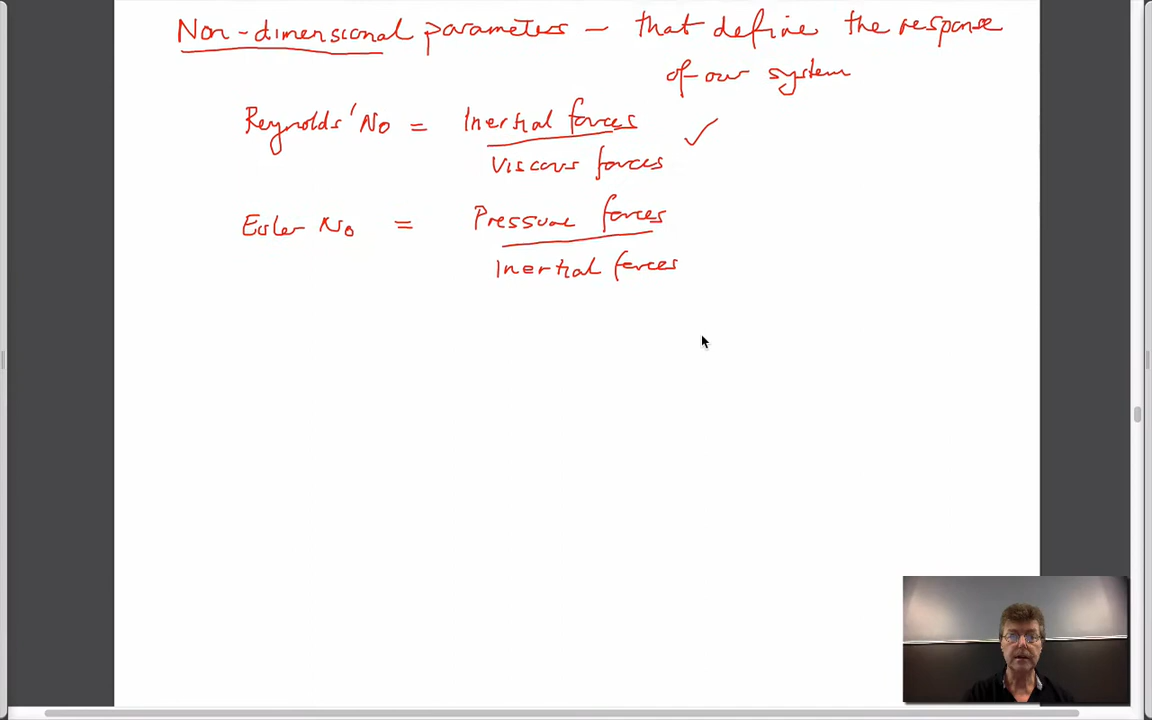 Non-dimensional parameters - that define the response
of our system
Reynolds' No = Inertial forces
Viscous forces ✓
Euler No = Pressure forces
Inertial forces